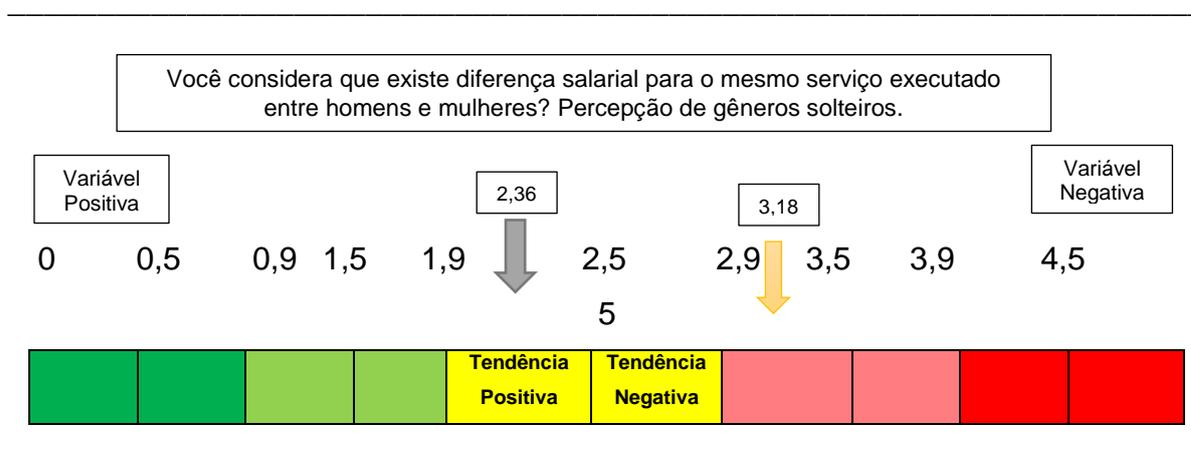 Você considera que existe diferença salarial para o mesmo serviço executado
entre homens e mulheres? Percepção de gêneros solteiros.
Variável
Positiva
2,36
3,18
Variável
Negativa
0 0,5 0,9 1,5 1,9 2,5 2,9 3,5 3,9 4,5
5
Tendência
Positiva
Tendência
Negativa